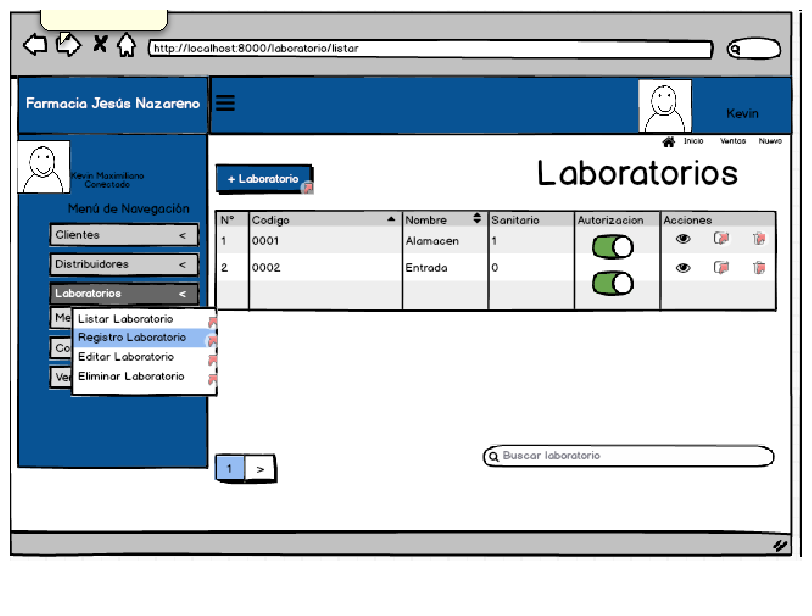 http://localhost:8000/laboratorio/listar
Farmacia Jesús Nazareno
Kevin
Inicio Ventas Nuevo
Kevin Maximiliano
Conectado
+ Laboratorio
Laboratorios
Menú de Navegación
Clientes <
Distribuidores <
Laboratorios <
Me
Co
Ve
Listar Laboratorio
Registro Laboratorio
Editar Laboratorio
Eliminar Laboratorio
N° Codigo Nombre Sanitario Autorizacion Acciones
1 0001 Alamacen 1
2 0002 Entrada 0
1 >
Buscar laboratorio